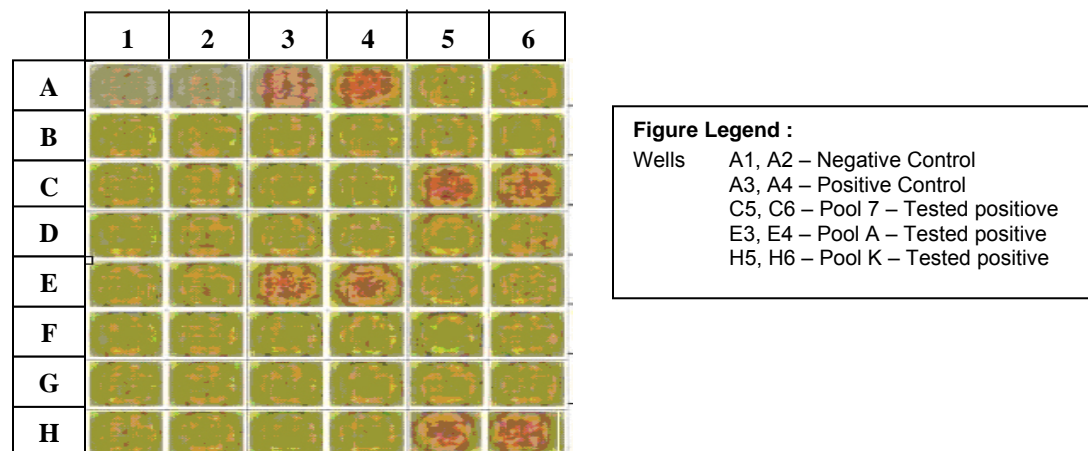 1 2 3 4 5 6
A
B
C
D
E
F
G
H
Figure Legend :
Wells A1, A2 – Negative Control
A3, A4 – Positive Control
C5, C6 – Pool 7 – Tested positiove
E3, E4 – Pool A – Tested positive
H5, H6 – Pool K – Tested positive